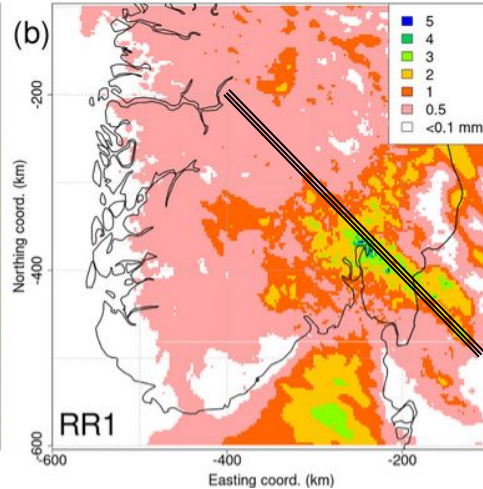 (b)
5
4
3
2
1
0.5
<0.1 mm
Northing coord. (km)
-200
-400
-600
RR1
-600
-400
-200
Easting coord. (km)